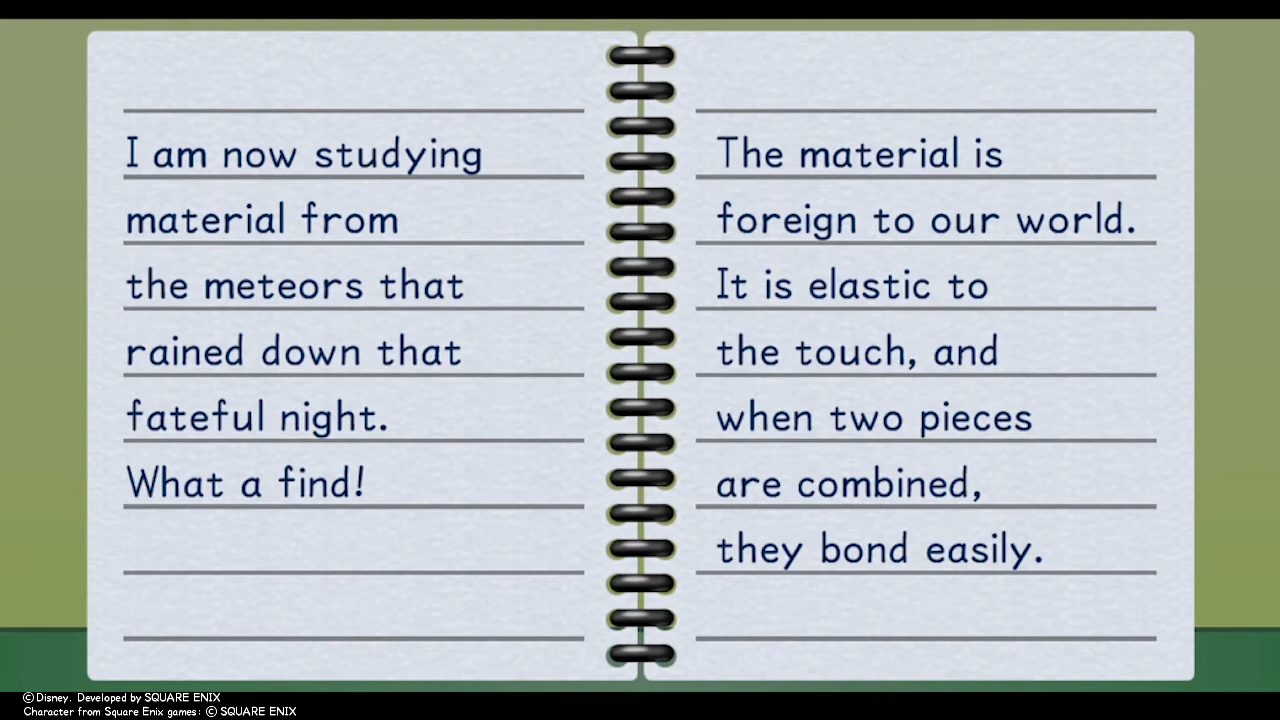 I am now studying
material from
the meteors that
rained down that
fateful night.
What a find!
The material is
foreign to our world.
It is elastic to
the touch, and
when two pieces
are combined,
they bond easily.
©Disney. Developed by SQUARE ENIX
Character from Square Enix games: © SQUARE ENIX